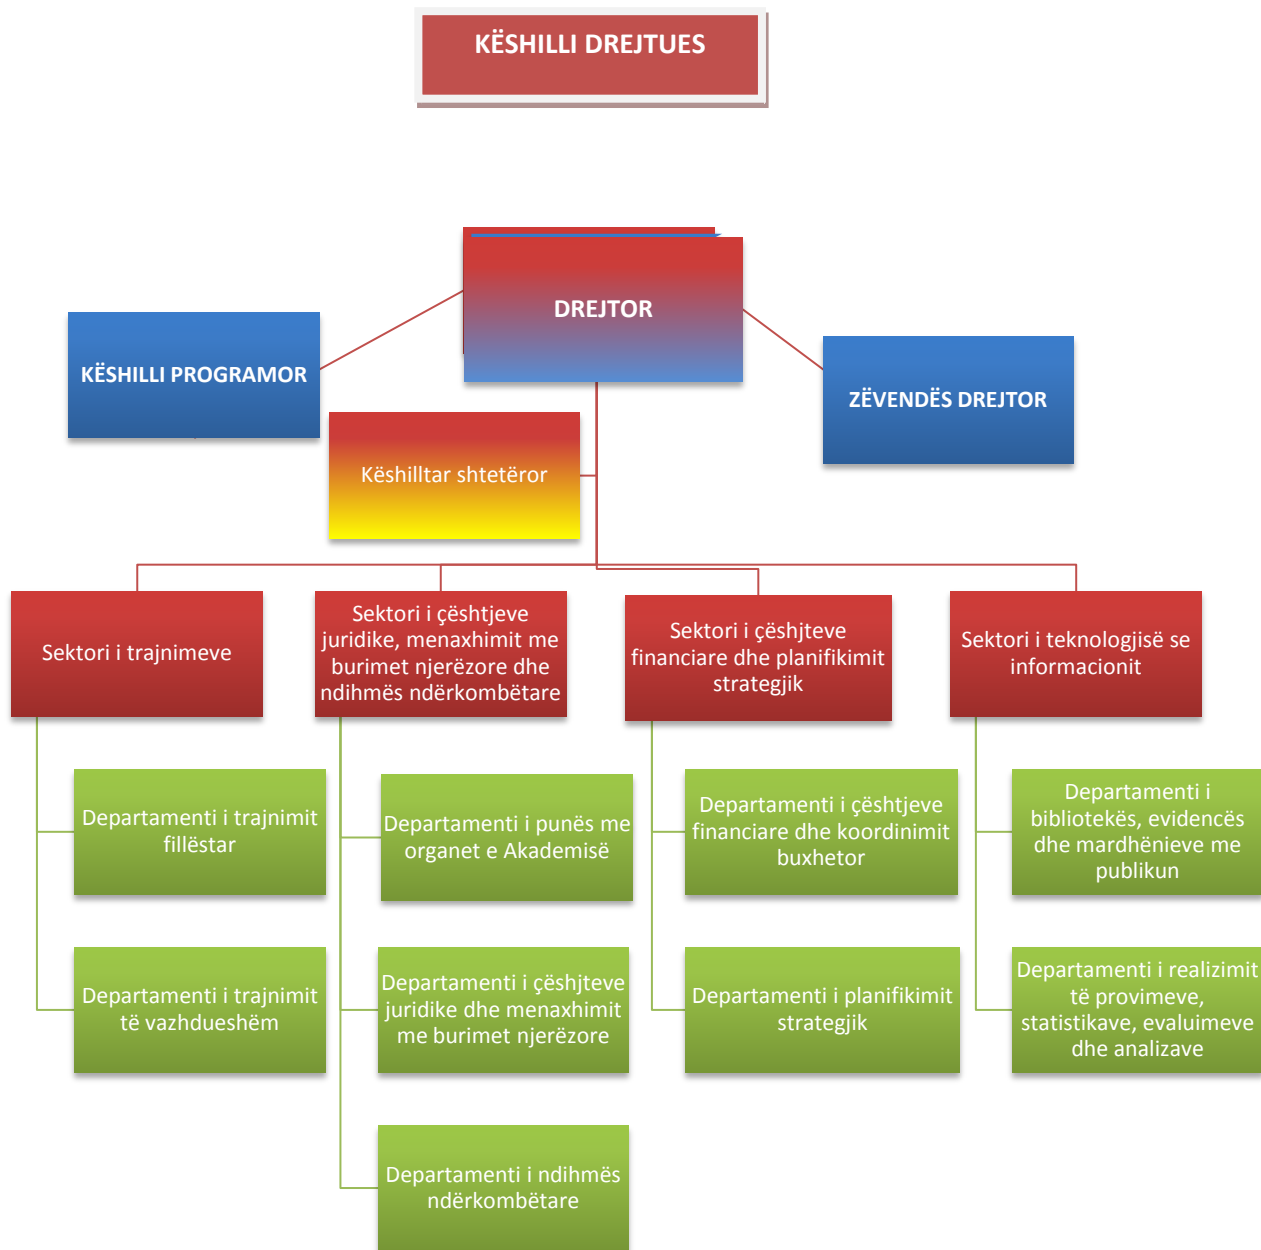 KËSHILLI DREJTUES
DREJTOR
KËSHILLI PROGRAMOR
ZËVENDËS DREJTOR
Këshilltar shtetëror
Sektori i trajnimeve
Sektori i çështjeve
juridike, menaxhimit me
burimet njerëzore dhe
ndihmës ndërkombëtare
Sektori i çëshjteve
financiare dhe planifikimit
strategjik
Sektori i teknologjisë se
informacionit
Departamenti i trajnimit
fillëstar
Departamenti i punës me
organet e Akademisë
Departamenti i çështjeve
financiare dhe koordinimit
buxhetor
Departamenti i
bibliotekës, evidencës
dhe mardhënieve me
publikun
Departamenti i trajnimit
të vazhdueshëm
Departamenti i çëshjteve
juridike dhe menaxhimit
me burimet njerëzore
Departamenti i planifikimit
strategjik
Departamenti i realizimit
të provimeve,
statistikave, evaluimeve
dhe analizave
Departamenti i ndihmës
ndërkombëtare